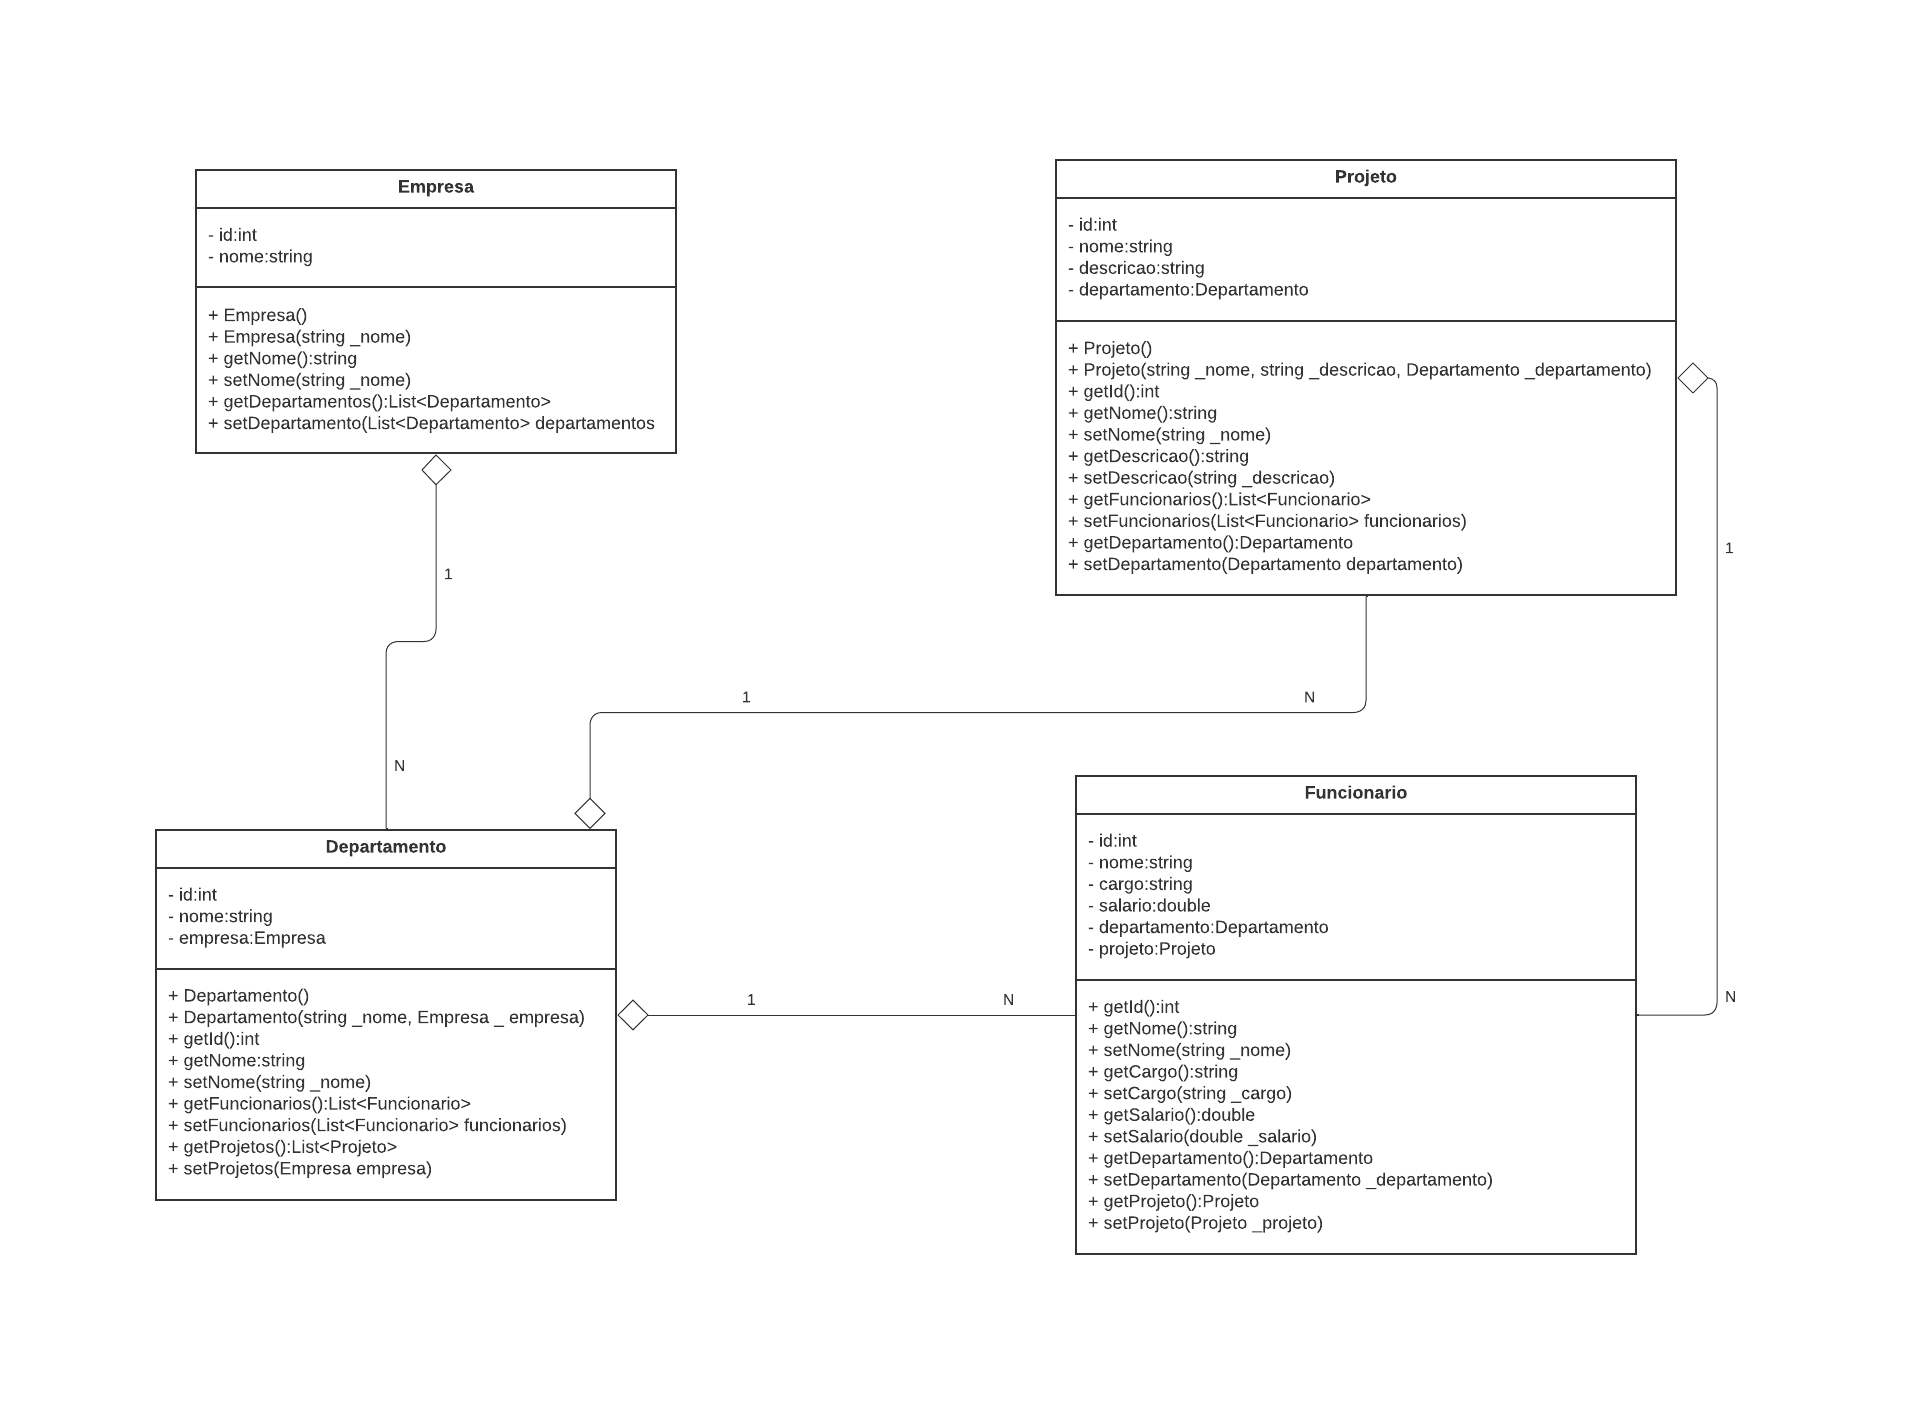 Empresa
- id:int
- nome:string
+ Empresa()
+ Empresa(string _nome)
+ getNome():string
+ setNome(string _nome)
+ getDepartamentos():List<Departamento>
+ setDepartamento(List<Departamento> departamentos
Projeto
- id:int
- nome:string
- descricao:string
- departamento:Departamento
+ Projeto()
+ Projeto(string _nome, string _descricao, Departamento _departamento)
+ getId():int
+ getNome():string
+ setNome(string _nome)
+ getDescricao():string
+ setDescricao(string _descricao)
+ getFuncionarios():List<Funcionario>
+ setFuncionarios(List<Funcionario> funcionarios)
+ getDepartamento():Departamento
+ setDepartamento(Departamento departamento)
1
N
1
N
1
N
Departamento
- id:int
- nome:string
- empresa:Empresa
+ Departamento()
+ Departamento(string _nome, Empresa _ empresa)
+ getId():int
+ getNome:string
+ setNome(string _nome)
+ getFuncionarios():List<Funcionario>
+ setFuncionarios(List<Funcionario> funcionarios)
+ getProjetos():List<Projeto>
+ setProjetos(Empresa empresa)
1
N
Funcionario
- id:int
- nome:string
- cargo:string
- salario:double
- departamento:Departamento
- projeto:Projeto
+ getId():int
+ getNome():string
+ setNome(string _nome)
+ getCargo():string
+ setCargo(string _cargo)
+ getSalario():double
+ setSalario(double _salario)
+ getDepartamento():Departamento
+ setDepartamento(Departamento _departamento)
+ getProjeto():Projeto
+ setProjeto(Projeto _projeto)